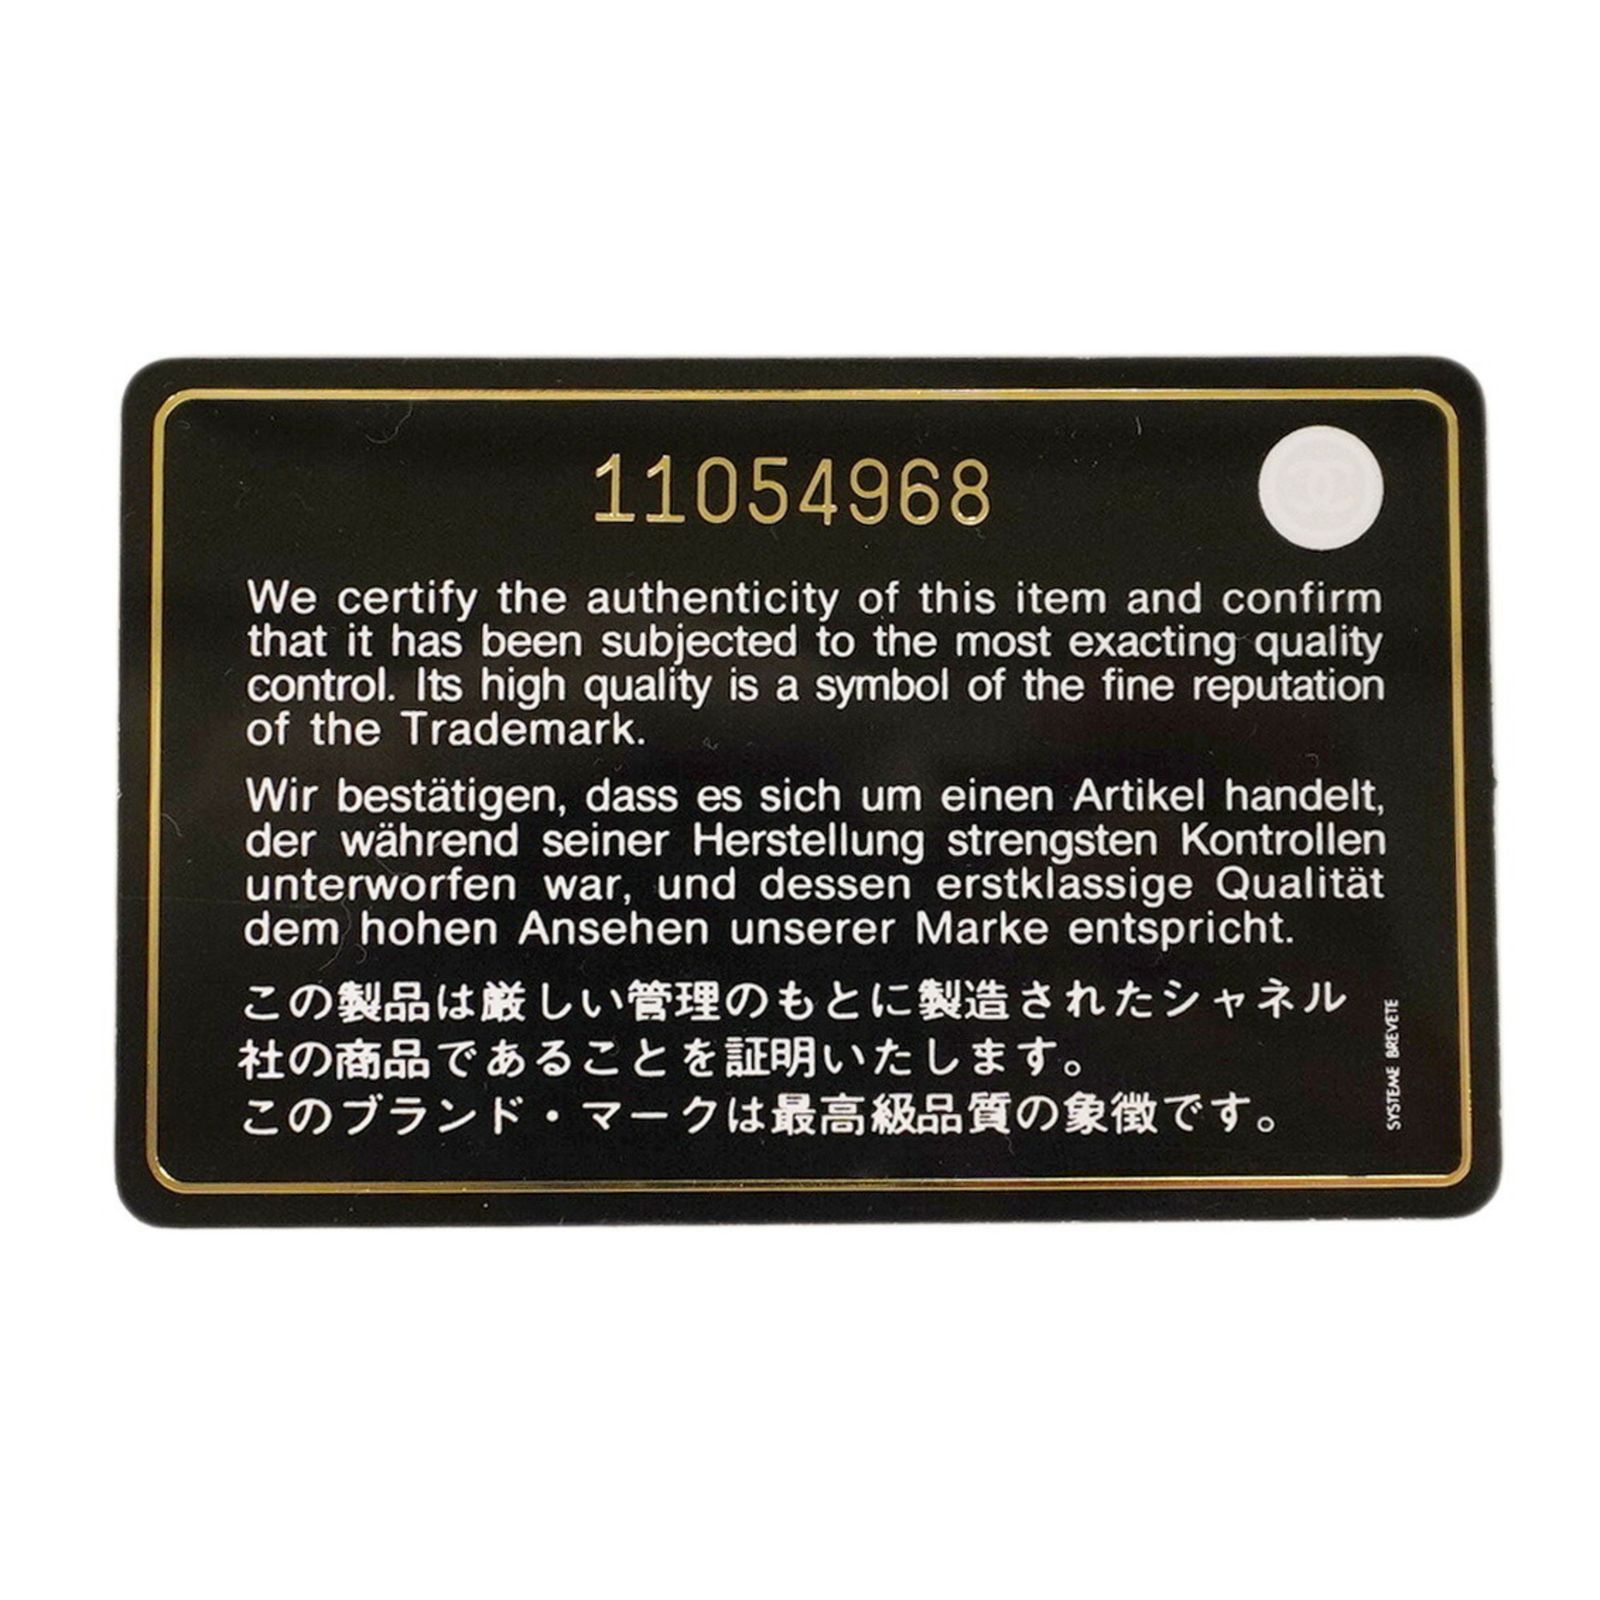 11054968
We certify the authenticity of this item and confirm
that it has been subjected to the most exacting quality
control. Its high quality is a symbol of the fine reputation
of the Trademark.
Wir bestätigen, dass es sich um einen Artikel handelt,
der während seiner Herstellung strengsten Kontrollen
unterworfen war, und dessen erstklassige Qualität
dem hohen Ansehen unserer Marke entspricht.
この製品は厳しい管理のもとに製造されたシャネル
社の商品であることを証明いたします。
このブランド・マークは最高級品質の象徴です。
SYSTEME BREVETE